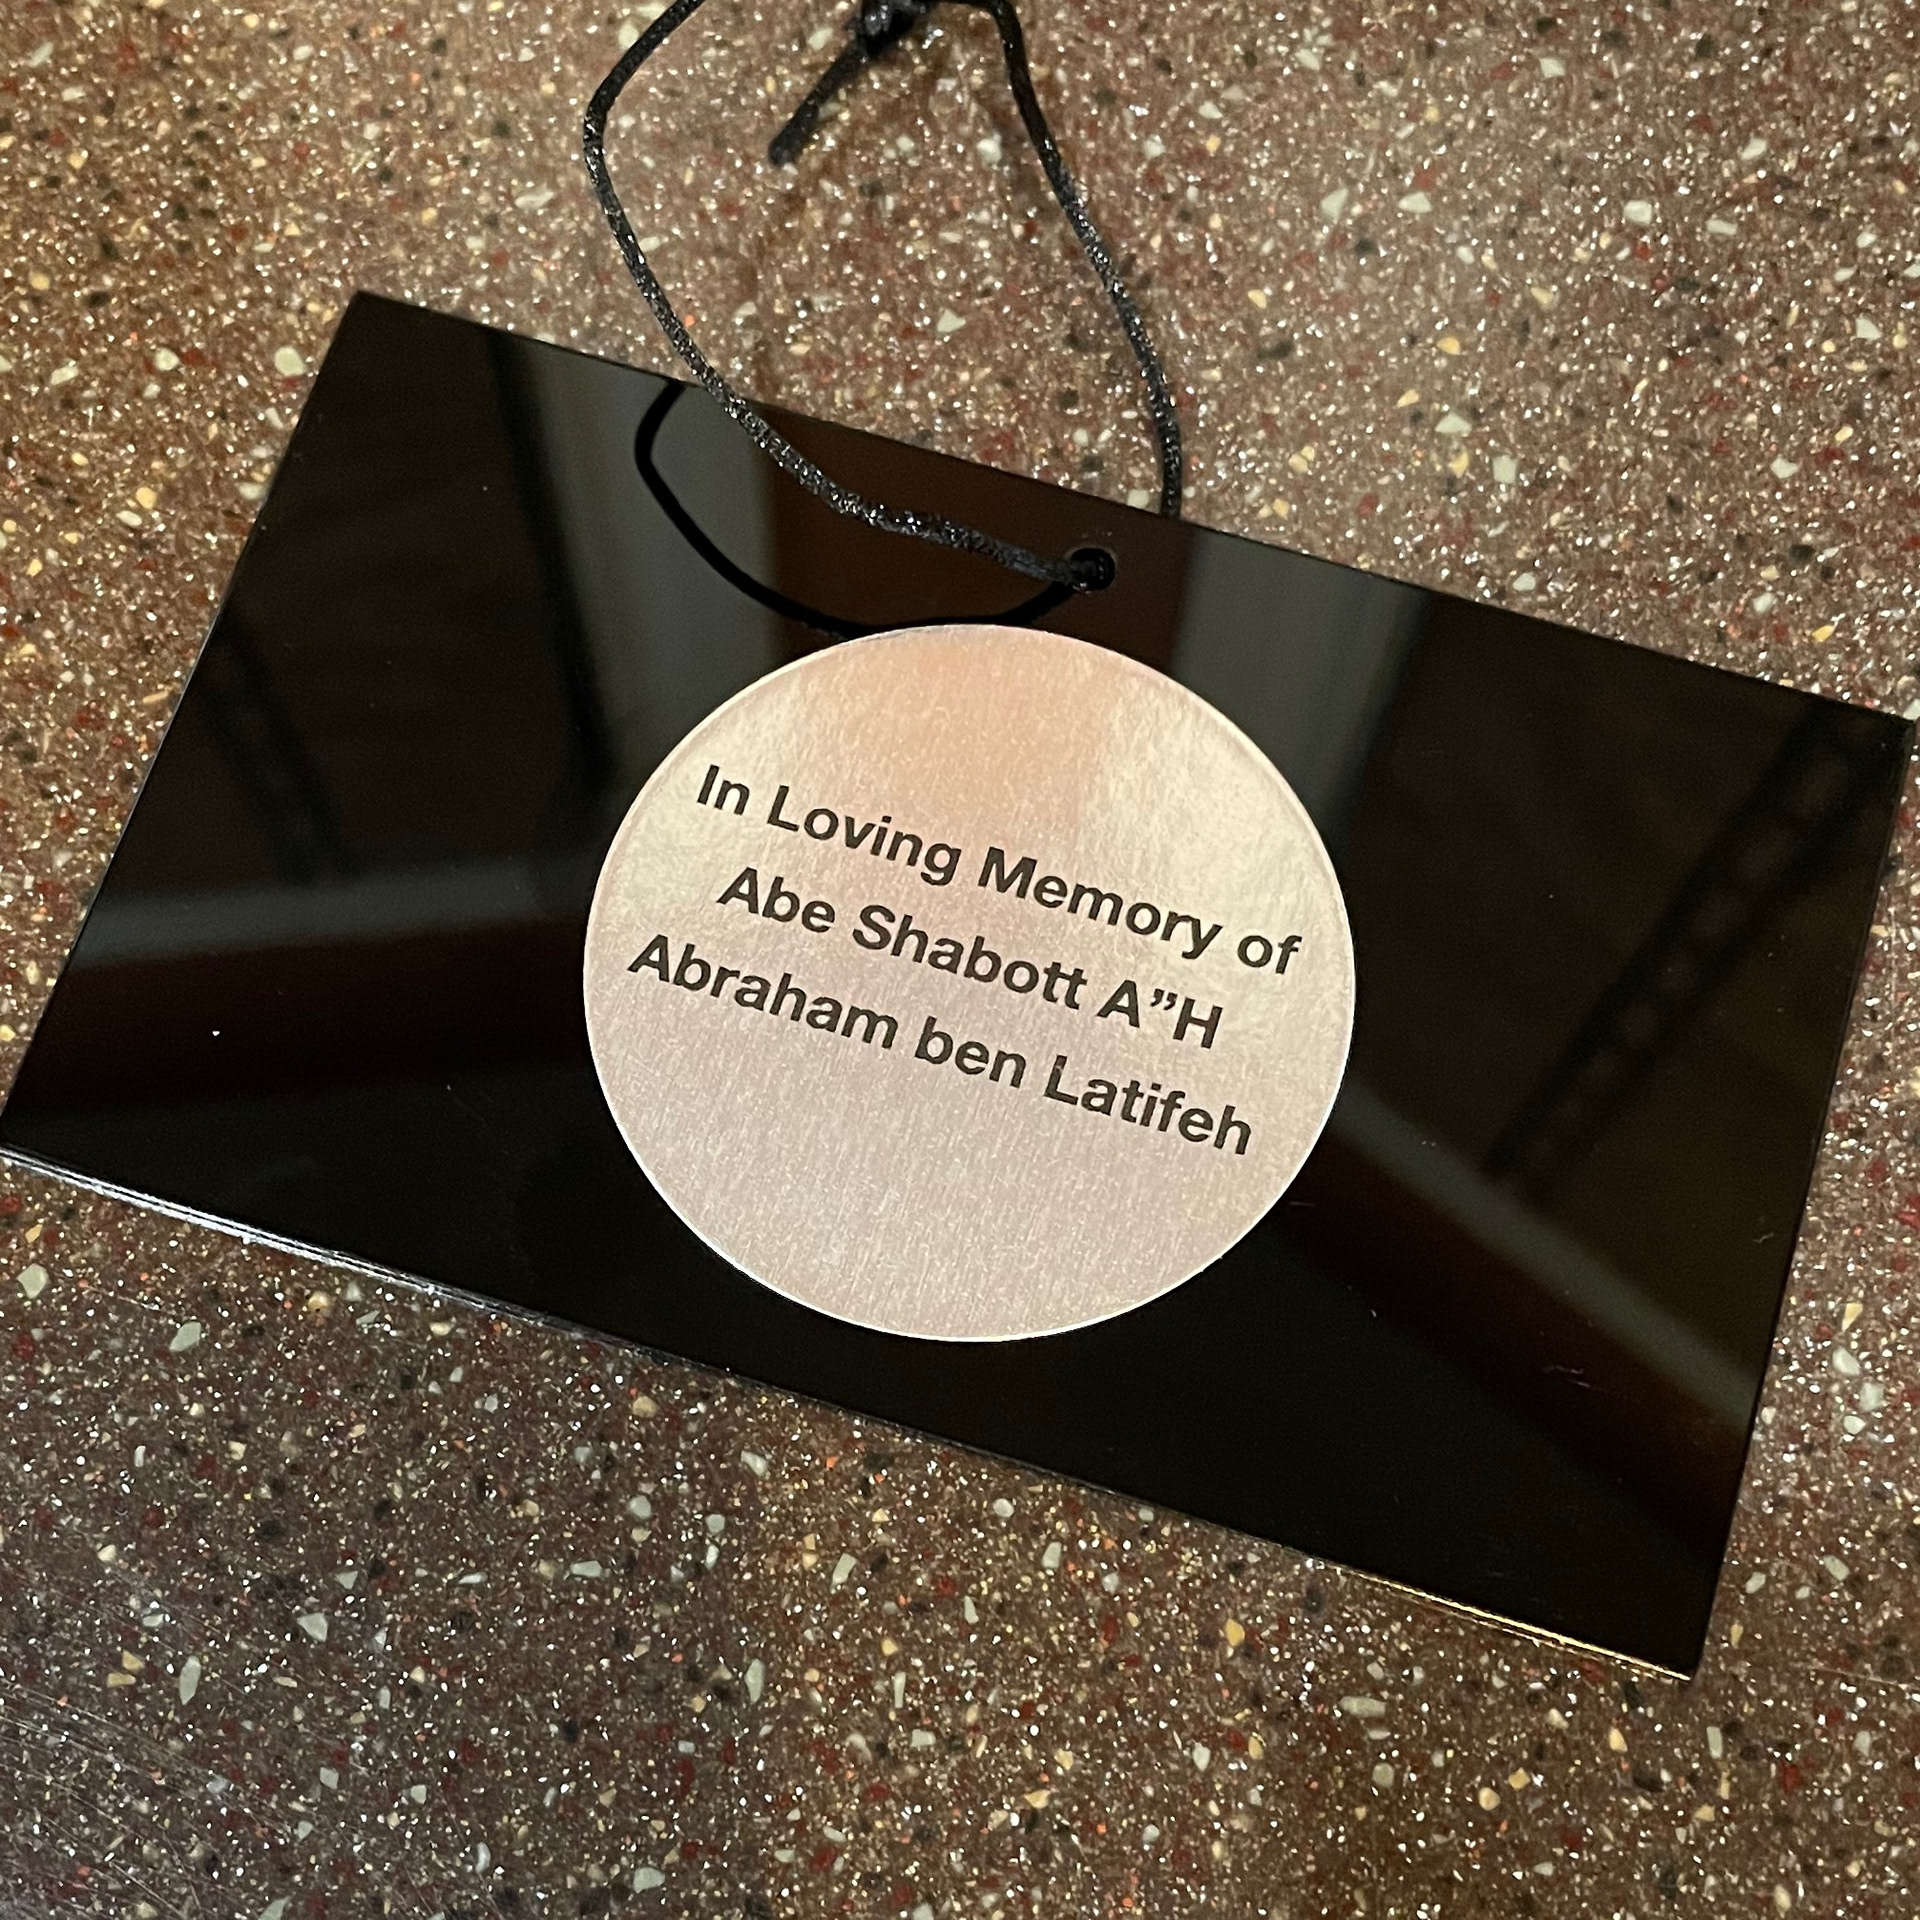 In Loving Memory of
Abe Shabott A”H
Abraham ben Latifeh